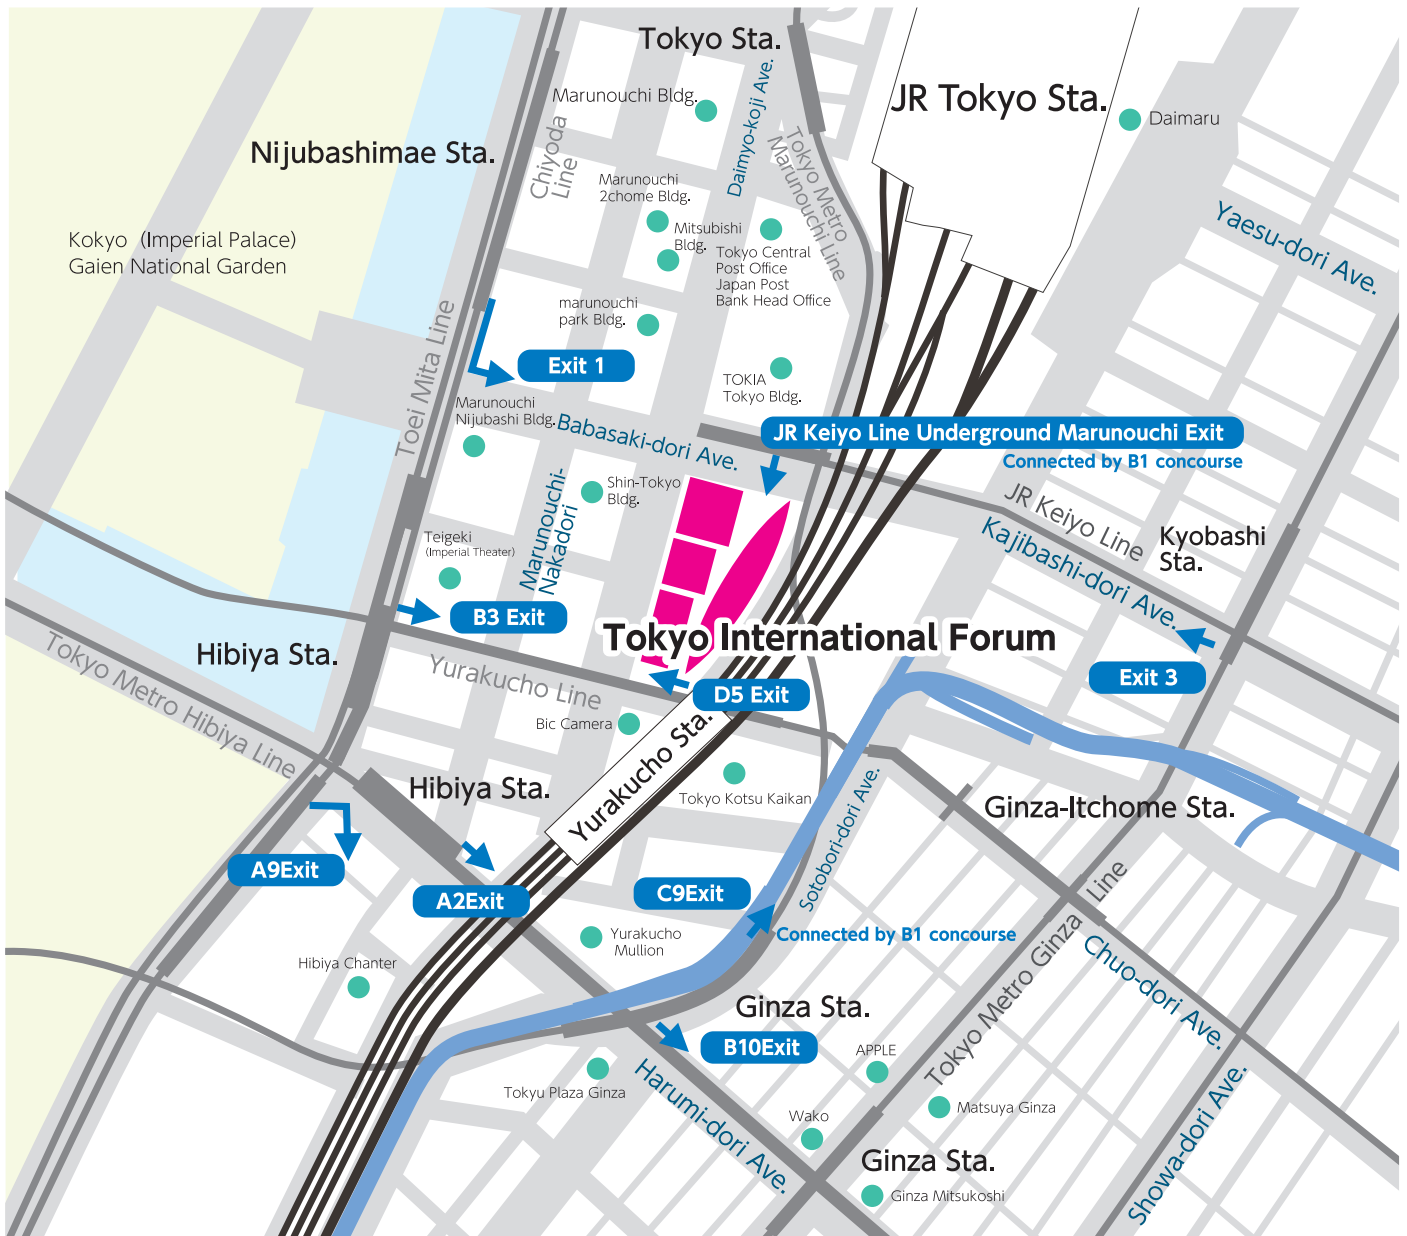 Tokyo Sta.
JR Tokyo Sta.
Marunouchi Bldg.
Daimyo-koji Ave.
Daimaru
Nijubashimae Sta.
Chiyoda
Line
Tokyo Metro
Marunouchi Line
Marunouchi
2chome Bldg.
Mitsubishi
Bldg.
Tokyo Central
Post Office
Japan Post
Bank Head Office
Yaesu-dori Ave.
Kokyo (Imperial Palace)
Gaien National Garden
marunouchi
park Bldg.
Toei Mita Line
Exit 1
TOKIA
Tokyo Bldg.
Marunouchi
Nijubashi Bldg.
Babasaki-dori Ave.
JR Keiyo Line Underground Marunouchi Exit
Connected by B1 concourse
Shin-Tokyo
Bldg.
Marunouchi-
Nakadori
JR Keiyo Line
Kajibashi-dori Ave.
Kyobashi
Sta.
Teigeki
(Imperial Theater)
B3 Exit
Tokyo International Forum
Hibiya Sta.
Tokyo Metro Hibiya Line
Yurakucho Line
D5 Exit
Exit 3
Bic Camera
Yurakucho Sta.
Hibiya Sta.
Tokyo Kotsu Kaikan
Sotobori-dori Ave.
Ginza-Itchome Sta.
A9Exit
A2Exit
C9Exit
Connected by B1 concourse
Yurakucho
Mullion
Hibiya Chanter
Tokyo Metro Ginza Line
Chuo-dori Ave.
Ginza Sta.
B10Exit
APPLE
Tokyu Plaza Ginza
Harumi-dori Ave.
Matsuya Ginza
Wako
Showa-dori Ave.
Ginza Sta.
Ginza Mitsukoshi